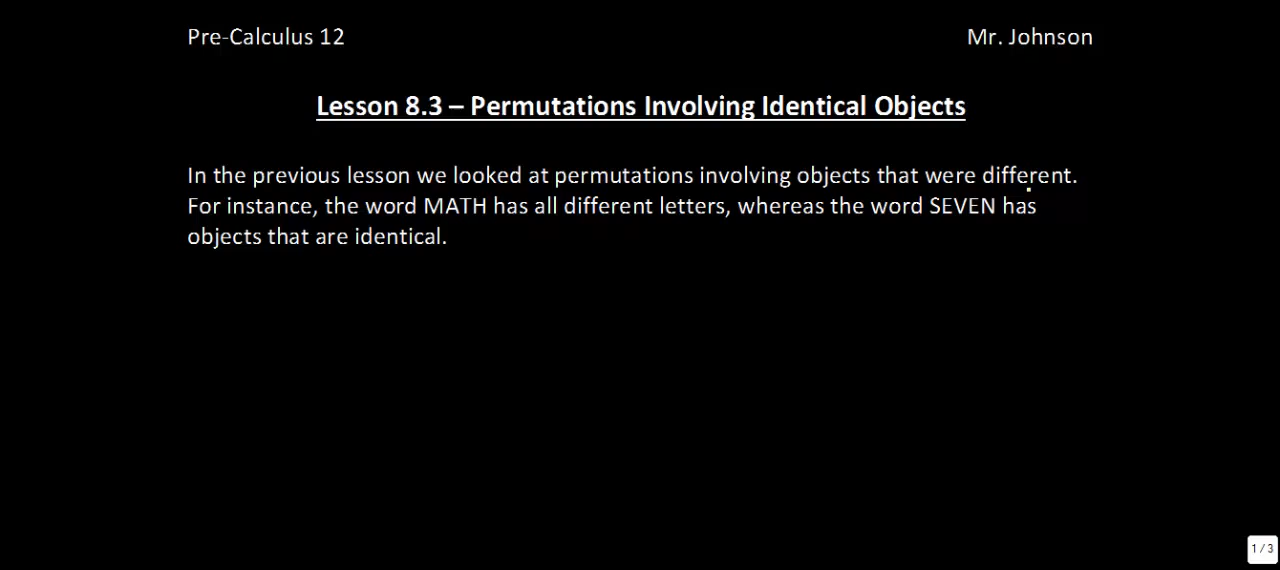 Pre-Calculus 12 Mr. Johnson
Lesson 8.3 – Permutations Involving Identical Objects
In the previous lesson we looked at permutations involving objects that were different.
For instance, the word MATH has all different letters, whereas the word SEVEN has
objects that are identical.
1 / 3